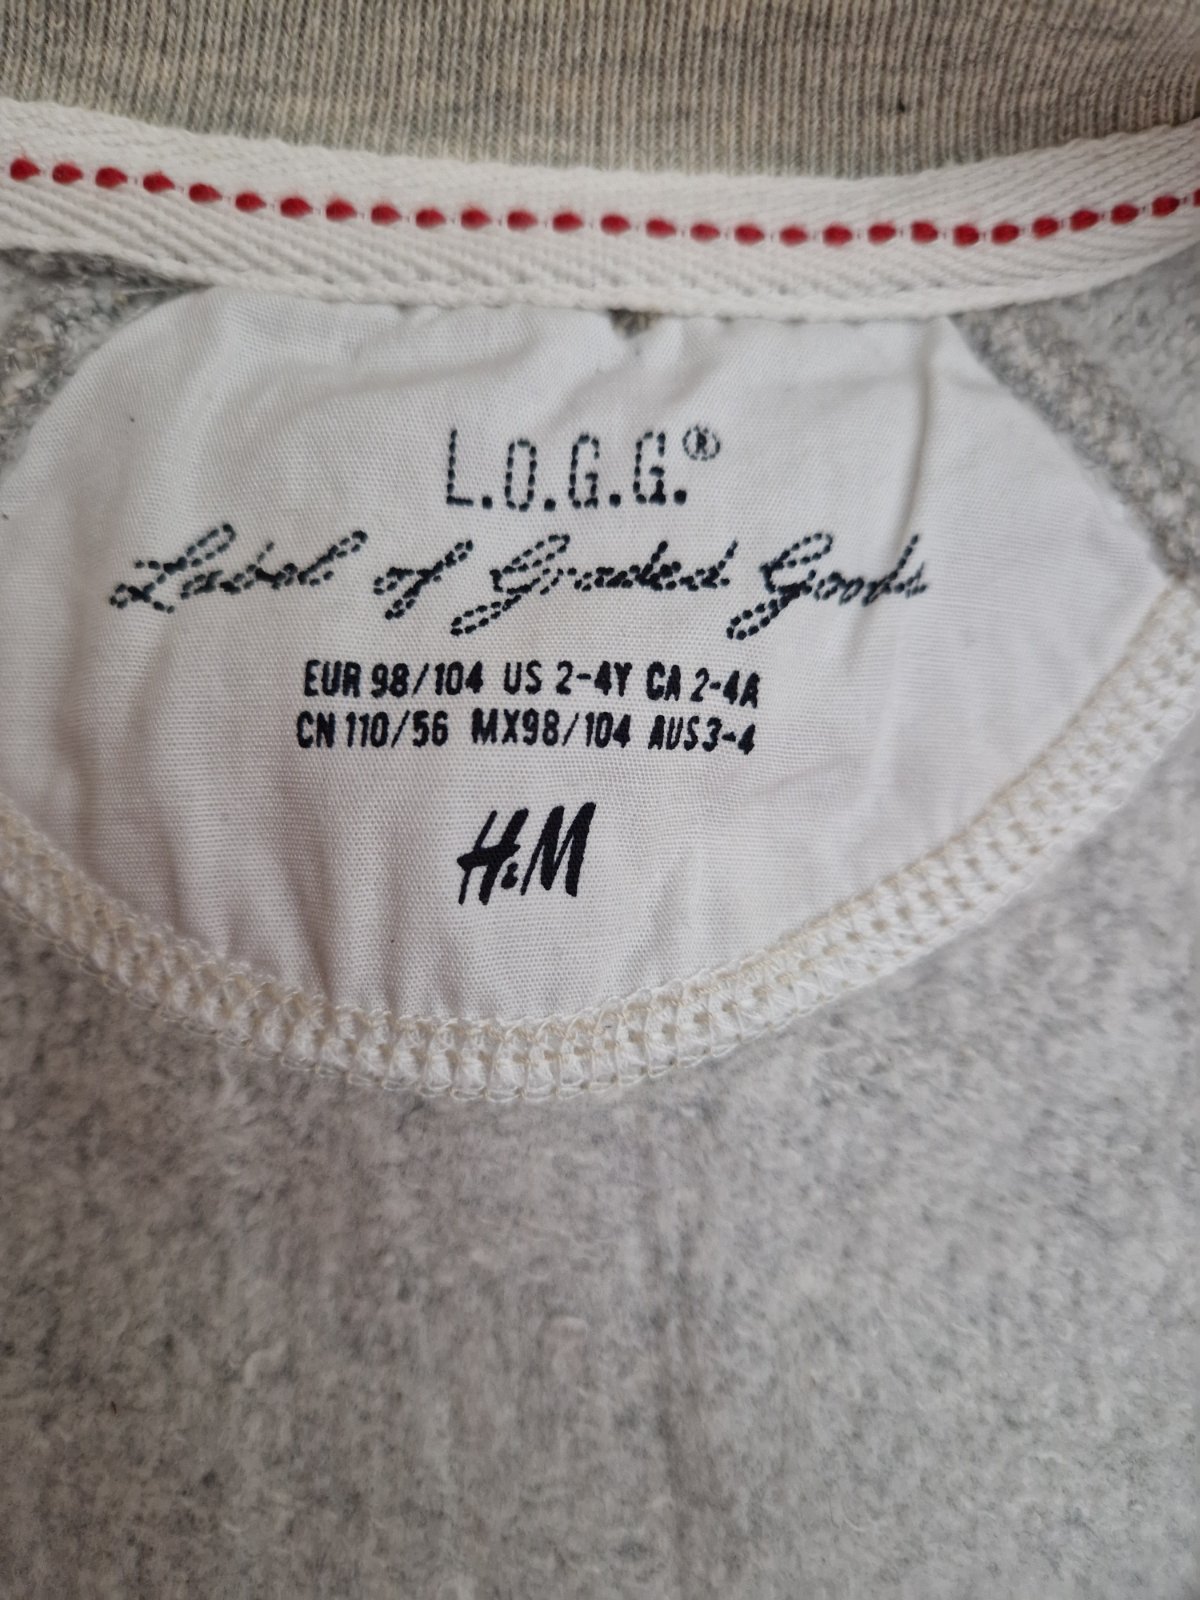 L.O.G.G.®
Label of Graded Goods
EUR 98/104 US 2-4Y CA 2-4A
CN 110/56 MX98/104 AUS3-4
H&M